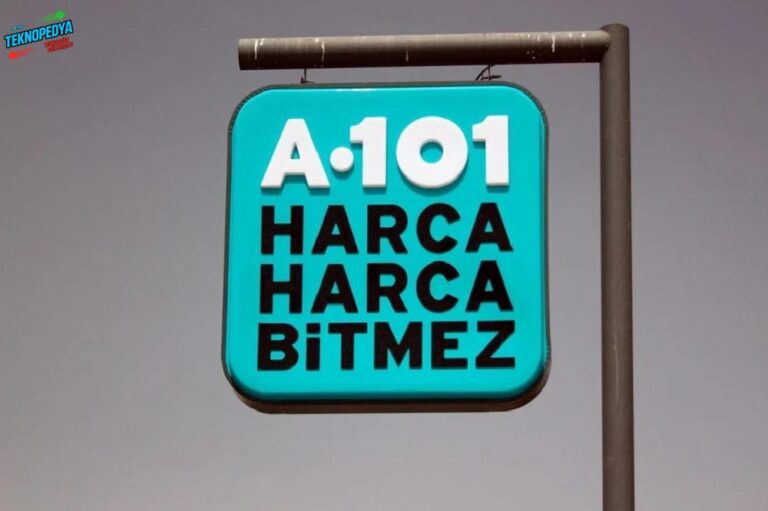 TEKNOPEDYA
A·101
HARCA
HARCA
BiTMEZ